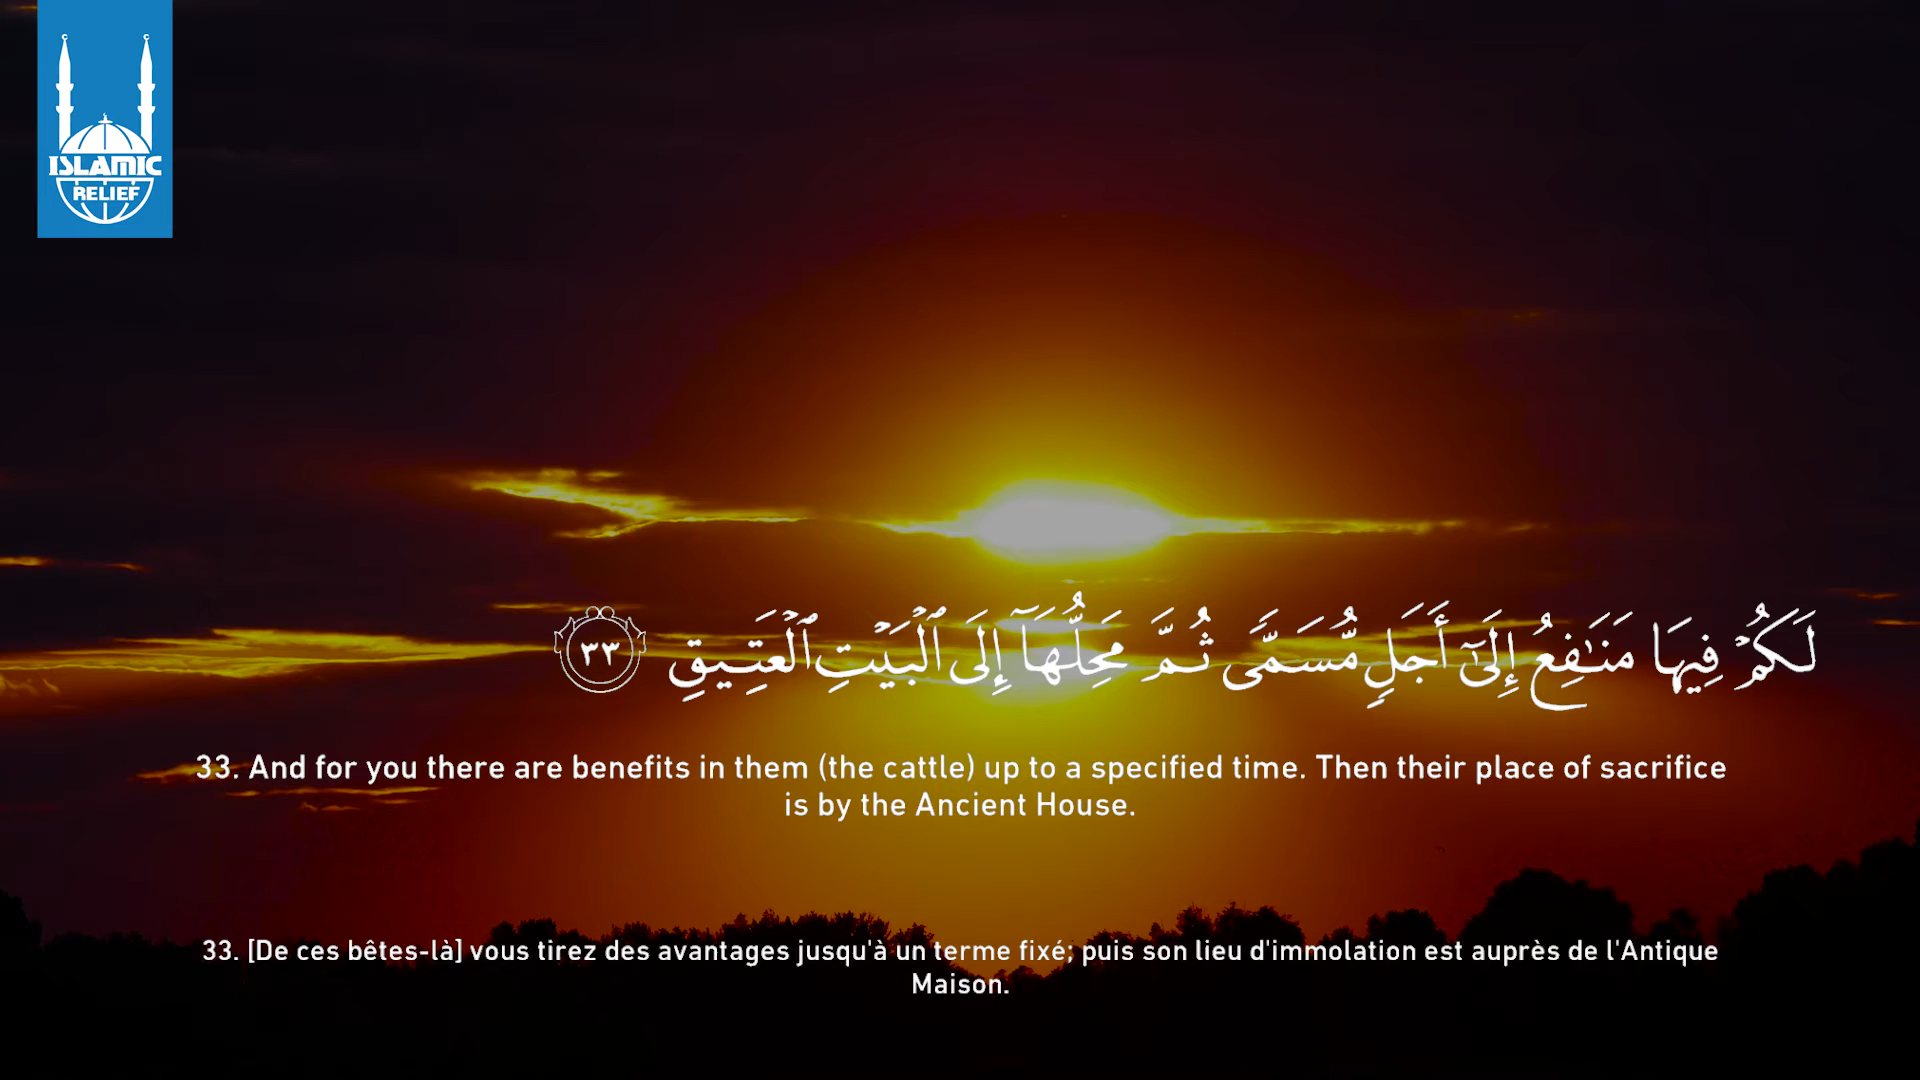 ISLAMIC
RELIEF
لَكُمْ فِيهَا مَنَـٰفِعُ إِلَىٰٓ أَجَلٍ مُّسَمًّى ثُمَّ مَحِلُّهَآ إِلَى ٱلْبَيْتِ ٱلْعَتِيقِ ٣٣
33. And for you there are benefits in them (the cattle) up to a specified time. Then their place of sacrifice
is by the Ancient House.
33. [De ces bêtes-là] vous tirez des avantages jusqu'à un terme fixé; puis son lieu d'immolation est auprès de l'Antique
Maison.